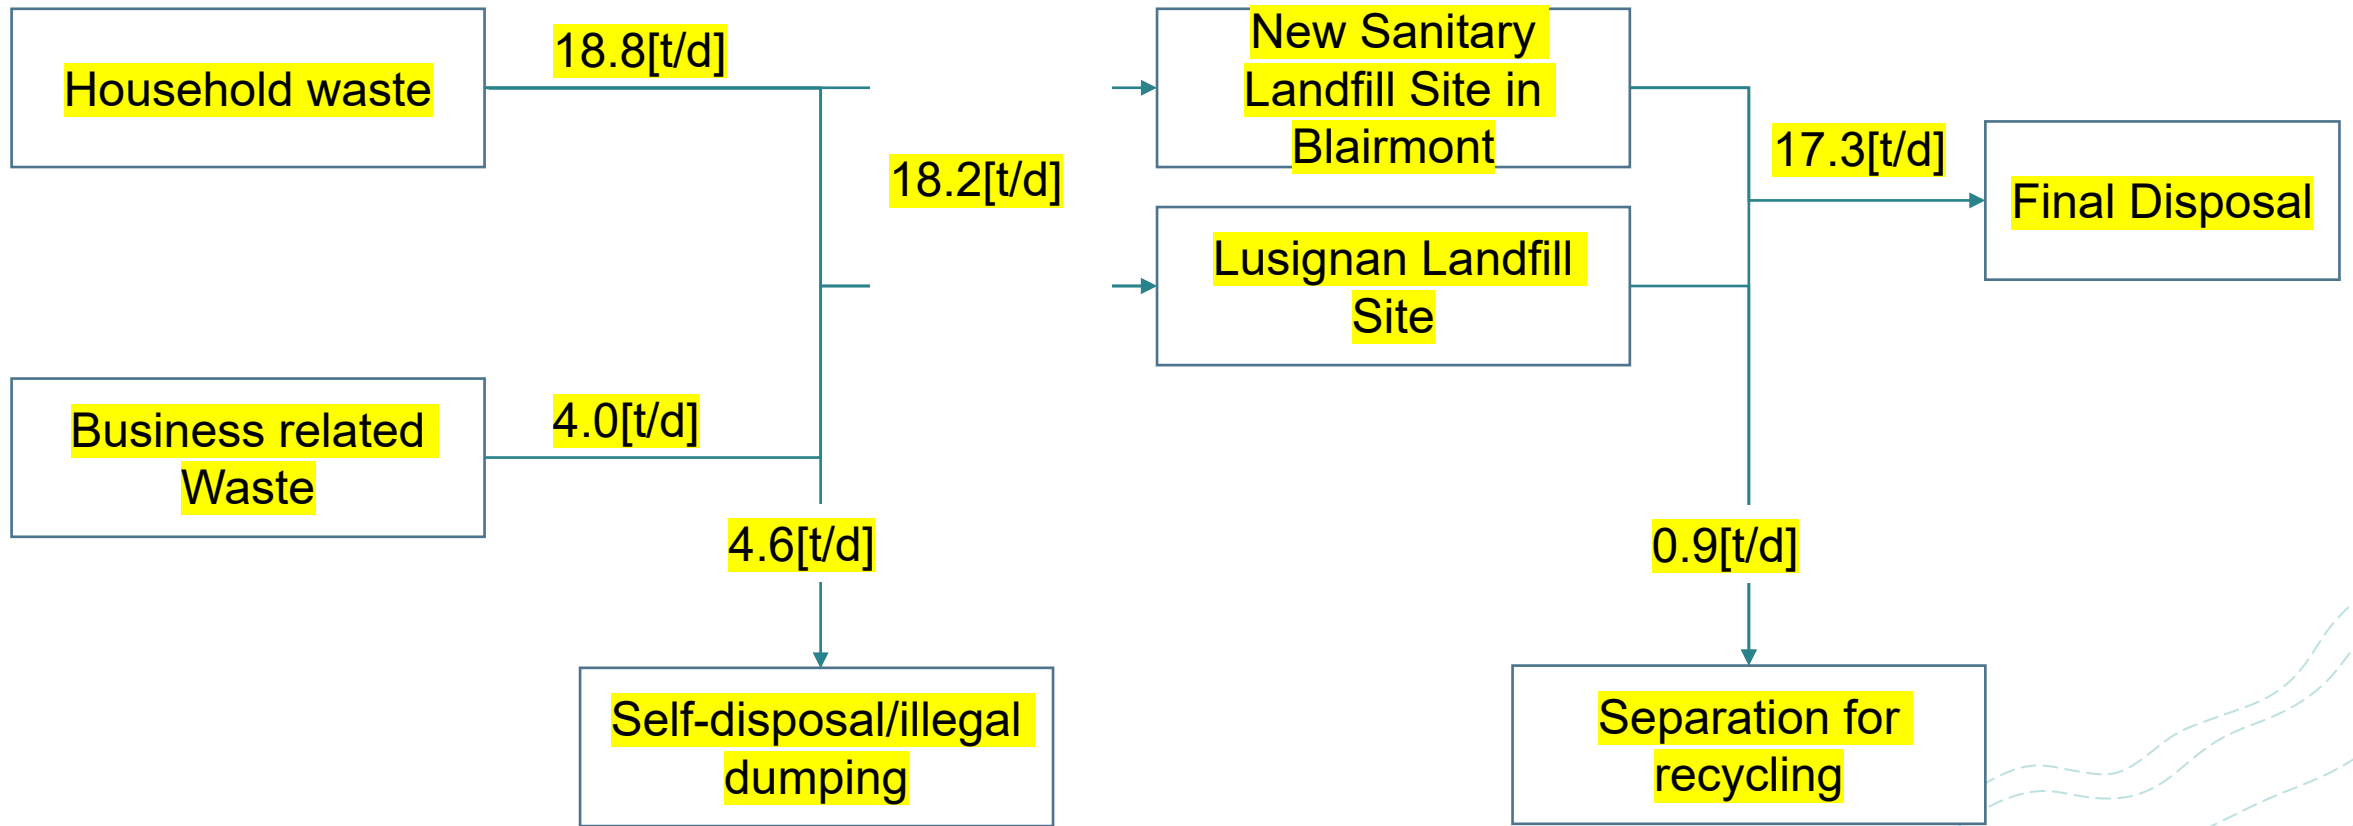 Household waste
18.8[t/d]
New Sanitary
Landfill Site in
Blairmont
18.2[t/d]
17.3[t/d]
Final Disposal
Lusignan Landfill
Site
Business related
Waste
4.0[t/d]
4.6[t/d]
0.9[t/d]
Self-disposal/illegal
dumping
Separation for
recycling